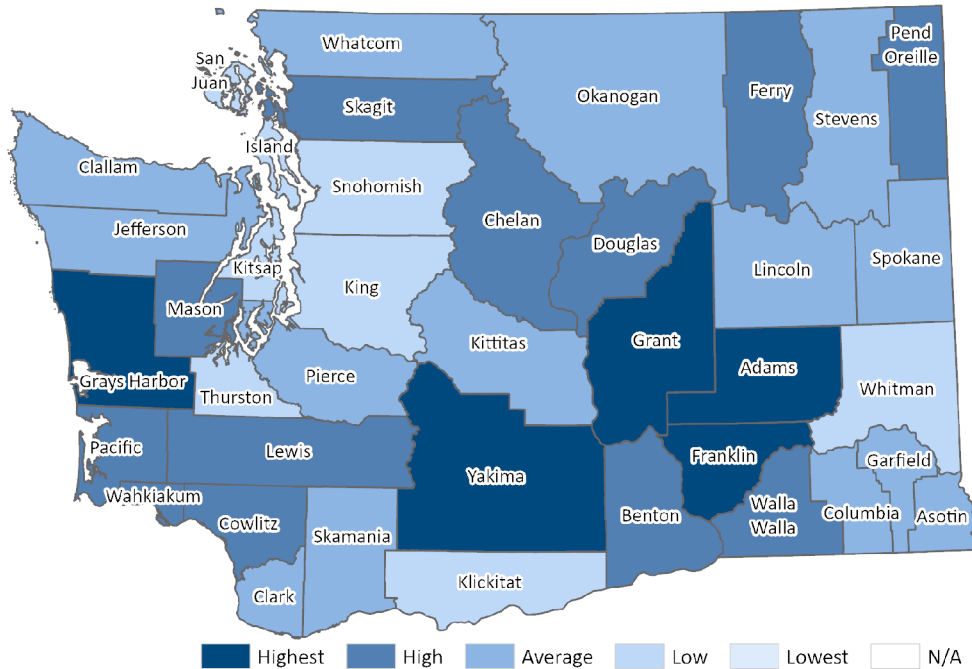 Whatcom
Pend
Oreille
San
Juan
Skagit
Okanogan
Ferry
Stevens
Island
Clallam
Snohomish
Chelan
Jefferson
Douglas
Kitsap
King
Lincoln
Spokane
Mason
Kittitas
Grant
Grays Harbor
Thurston
Pierce
Adams
Whitman
Pacific
Lewis
Yakima
Franklin
Garfield
Wahkiakum
Cowlitz
Skamania
Benton
Walla
Walla
Columbia
Asotin
Clark
Klickitat
Highest
High
Average
Low
Lowest
N/A